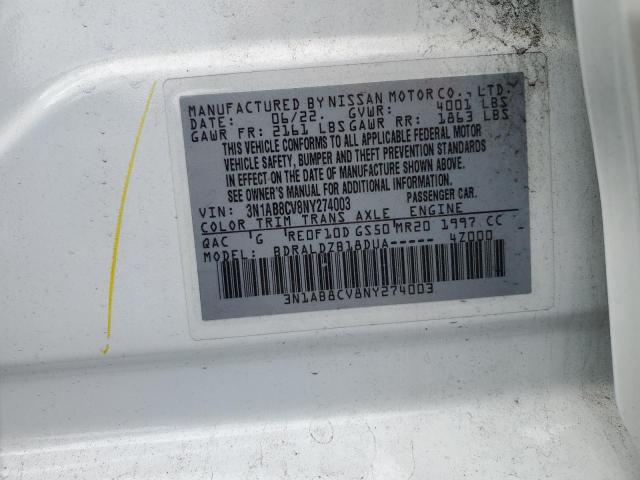 MANUFACTURED BY NISSAN MOTOR CO., LTD.
DATE: 06/22. GVWR: 4001 LBS
GAWR FR: 2161 LBS GAWR RR: 1863 LBS
THIS VEHICLE CONFORMS TO ALL APPLICABLE FEDERAL MOTOR
VEHICLE SAFETY, BUMPER AND THEFT PREVENTION STANDARDS
IN EFFECT ON THE DATE OF MANUFACTURE SHOWN ABOVE.
SEE OWNER'S MANUAL FOR ADDITIONAL INFORMATION.
VIN: 3N1AB8CV8NY274003 PASSENGER CAR.
COLOR TRIM TRANS AXLE ENGINE
QAC G RE0F10D GS50 MR20 1997 CC
MODEL: BDRALDZB18DUA----- 4Z000
3N1AB8CV8NY274003